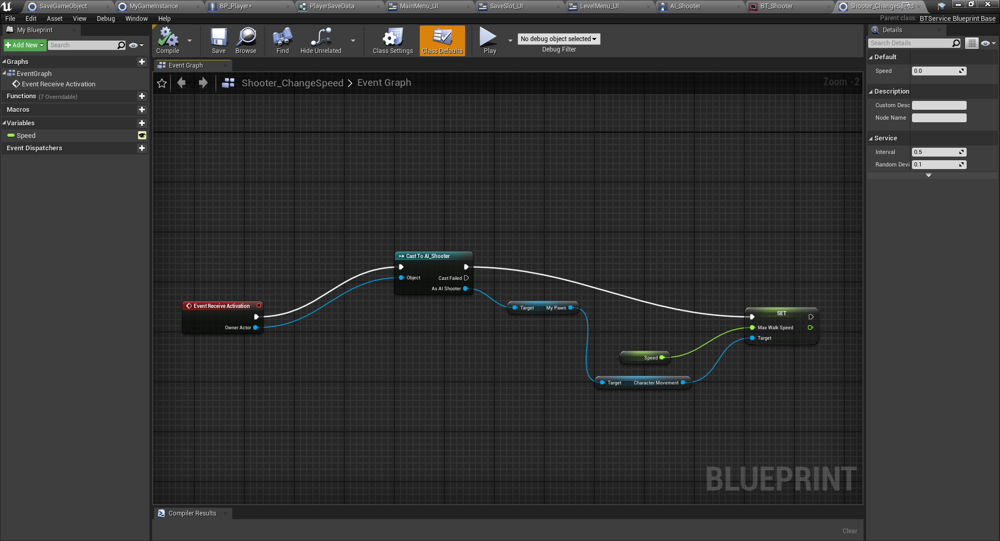 SaveGameObject
MyGameInstance
BP_Player*
PlayerSaveData
MainMenu_UI
SaveSlot_UI
LevelMenu_UI
AI_Shooter
BT_Shooter
Shooter_ChangeSpeed
File Edit Asset View Debug Window Help
Parent class: BTService Blueprint Base
My Blueprint
Add New
Search
Graphs
EventGraph
Event Receive Activation
Functions (7 Overridable)
Macros
Variables
Speed
Event Dispatchers
Compile
Save
Browse
Find
Hide Unrelated
Class Settings
Class Defaults
Play
No debug object selected
Debug Filter
Event Graph
Shooter_ChangeSpeed > Event Graph
Zoom -2
Cast To AI_Shooter
Object
Cast Failed
As AI Shooter
Event Receive Activation
Owner Actor
Target My Pawn
SET
Max Walk Speed
Target
Speed
Target Character Movement
BLUEPRINT
Compiler Results
Clear
Details
Search Details
Default
Speed 0.0
Description
Custom Desc
Node Name
Service
Interval 0.5
Random Devi 0.1